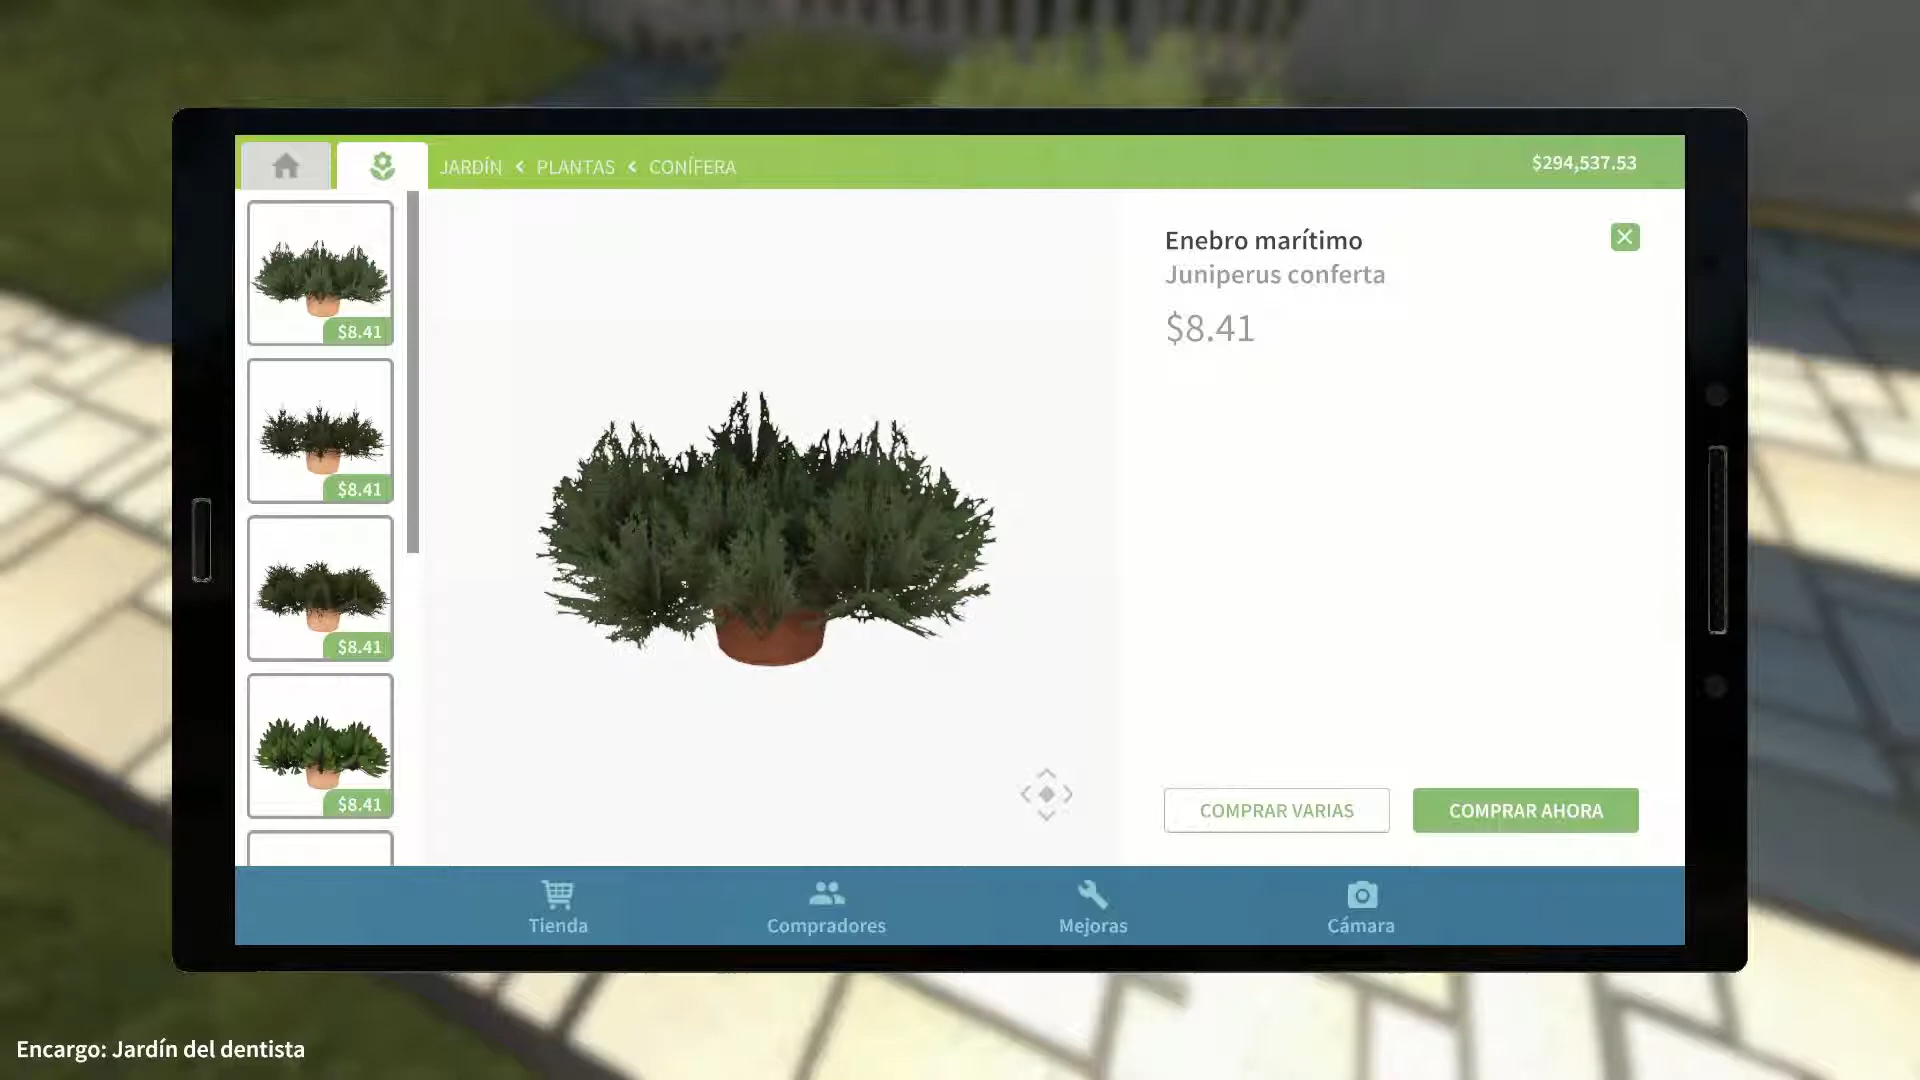 JARDÍN < PLANTAS < CONÍFERA
$294,537.53
$8.41
$8.41
$8.41
$8.41
Enebro marítimo
Juniperus conferta
$8.41
COMPRAR VARIAS
COMPRAR AHORA
Tienda
Compradores
Mejoras
Cámara
Encargo: Jardín del dentista